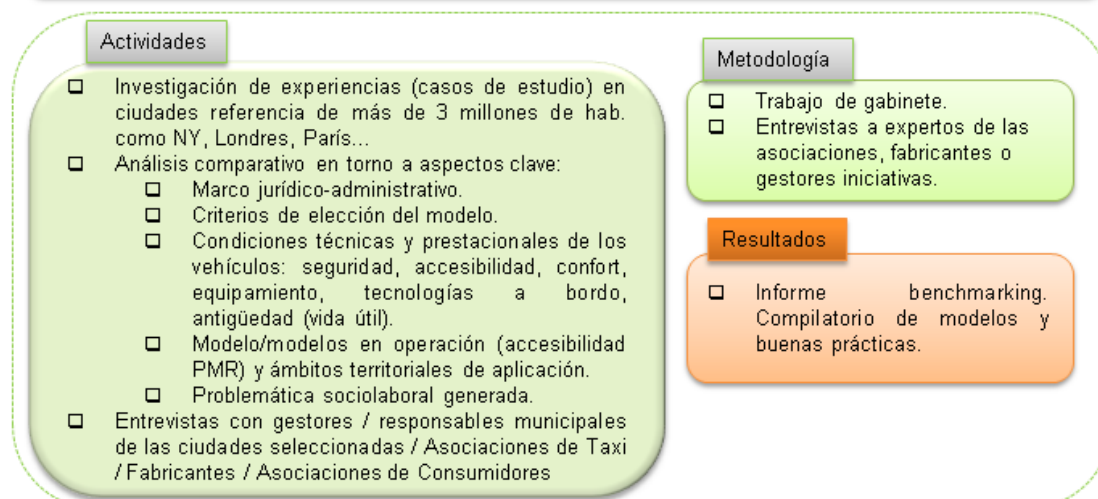 Actividades
Investigación de experiencias (casos de estudio) en
ciudades referencia de más de 3 millones de hab.
como NY, Londres, París...
Análisis comparativo en torno a aspectos clave:
Marco jurídico-administrativo.
Criterios de elección del modelo.
Condiciones técnicas y prestacionales de los
vehículos: seguridad, accesibilidad, confort,
equipamiento, tecnologías a bordo,
antigüedad (vida útil).
Modelo/modelos en operación (accesibilidad
PMR) y ámbitos territoriales de aplicación.
Problemática sociolaboral generada.
Entrevistas con gestores / responsables municipales
de las ciudades seleccionadas / Asociaciones de Taxi
/ Fabricantes / Asociaciones de Consumidores
Metodología
Trabajo de gabinete.
Entrevistas a expertos de las
asociaciones, fabricantes o
gestores iniciativas.
Resultados
Informe benchmarking.
Compilatorio de modelos y
buenas prácticas.